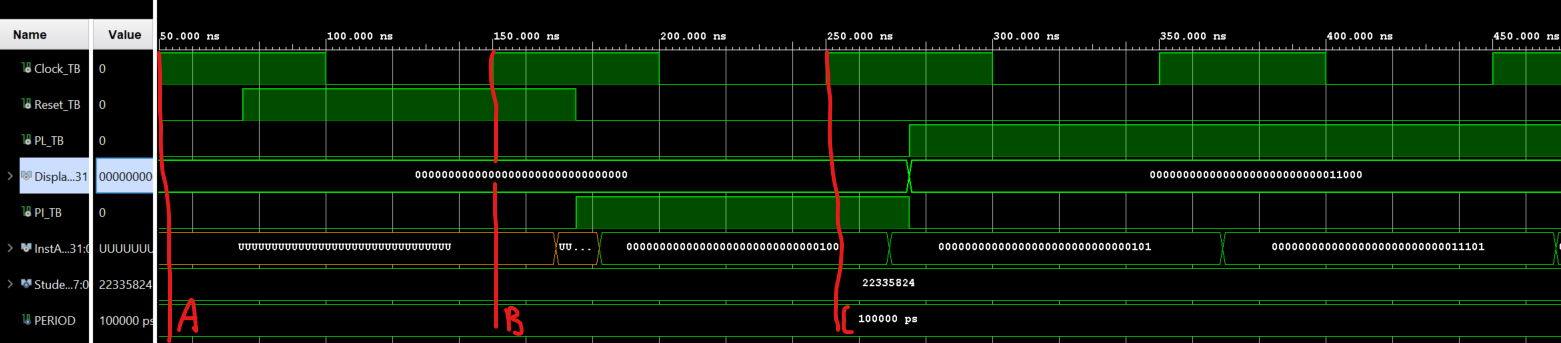 Name Value 50.000 ns 100.000 ns 150.000 ns 200.000 ns 250.000 ns 300.000 ns 350.000 ns 400.000 ns 450.000 ns
Clock_TB 0
Reset_TB 0
PL_TB 0
Displa...31 00000000 00000000000000000000000000000000 00000000000000000000000000011000
PI_TB 0
InstA...31:0 UUUUUUU UUUUUUUUUUUUUUUUUUUUUUUUUUUUUUUU UU... 00000000000000000000000000000100 00000000000000000000000000000101 00000000000000000000000000011101
Stude...7:0 22335824 22335824
PERIOD 100000 ps 100000 ps
A B C